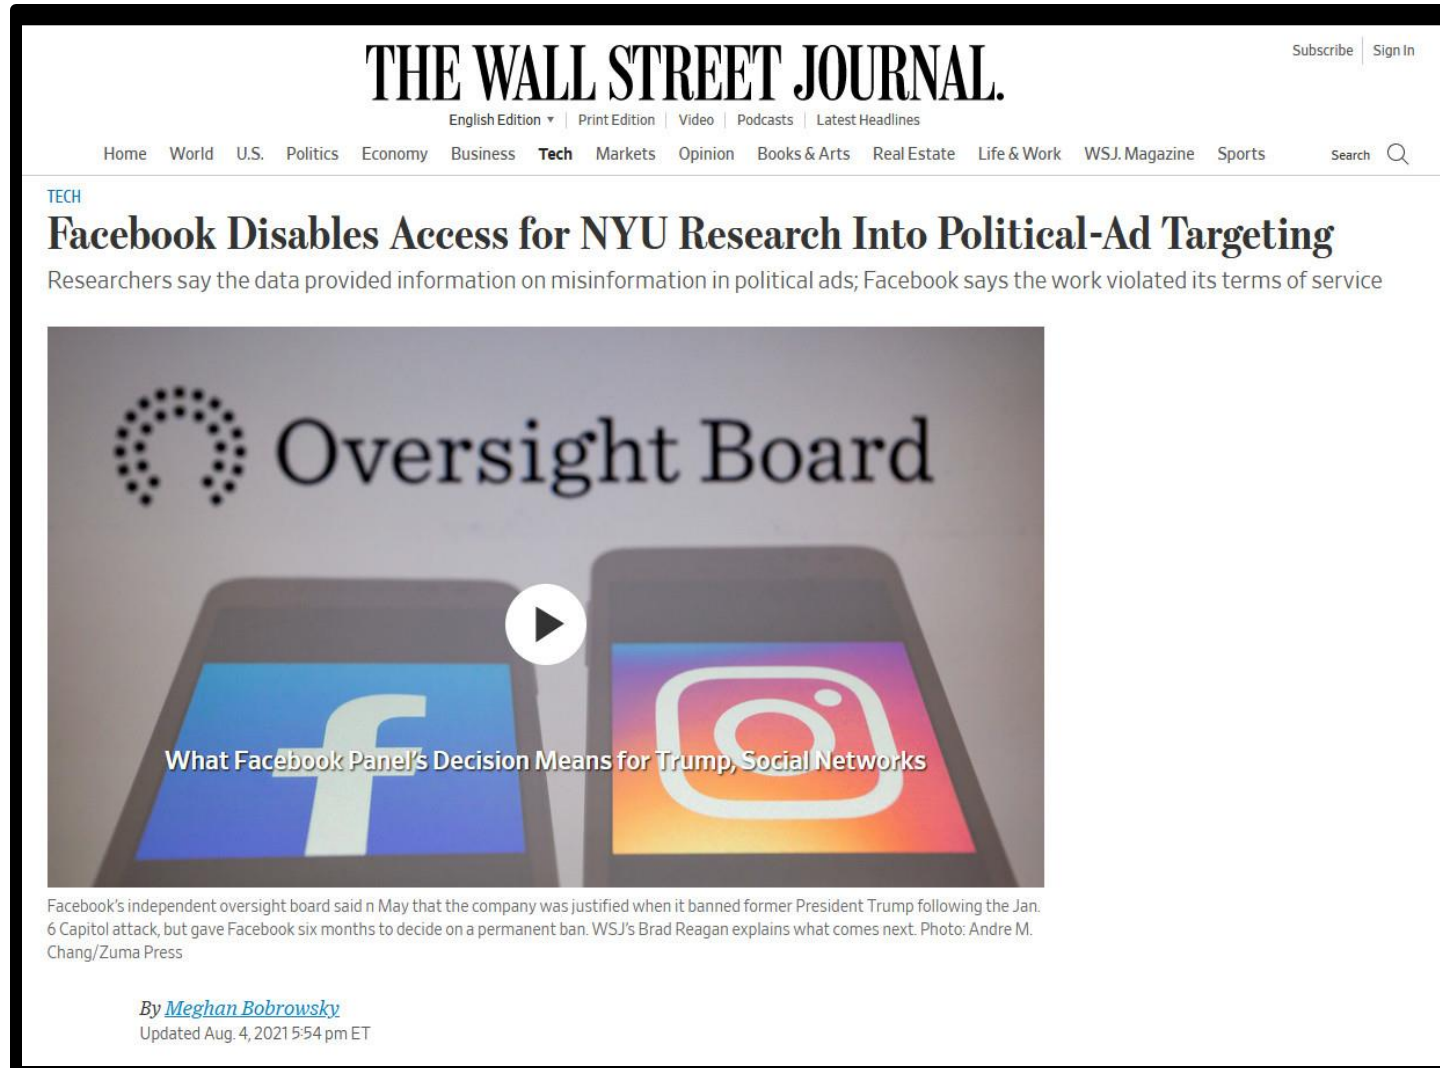 THE WALL STREET JOURNAL.
Subscribe Sign In
English Edition Print Edition Video Podcasts Latest Headlines
Home World U.S. Politics Economy Business Tech Markets Opinion Books & Arts Real Estate Life & Work WSJ. Magazine Sports Search
TECH
Facebook Disables Access for NYU Research Into Political-Ad Targeting
Researchers say the data provided information on misinformation in political ads; Facebook says the work violated its terms of service
Oversight Board
What Facebook Panel's Decision Means for Trump, Social Networks
Facebook's independent oversight board said n May that the company was justified when it banned former President Trump following the Jan.
6 Capitol attack, but gave Facebook six months to decide on a permanent ban. WSJ's Brad Reagan explains what comes next. Photo: Andre M.
Chang/Zuma Press
By Meghan Bobrowsky
Updated Aug. 4, 2021 5:54 pm ET